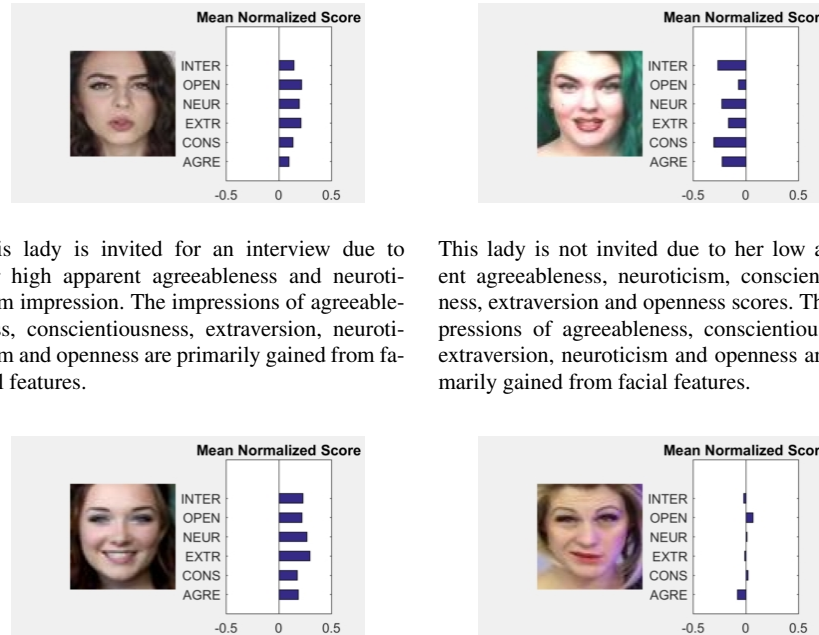 Mean Normalized Score
INTER
OPEN
NEUR
EXTR
CONS
AGRE
-0.5 0 0.5
is lady is invited for an interview due to
r high apparent agreeableness and neuroti-
m impression. The impressions of agreeable-
ss, conscientiousness, extraversion, neuroti-
m and openness are primarily gained from fa-
l features.
Mean Normalized Scor
INTER
OPEN
NEUR
EXTR
CONS
AGRE
-0.5 0 0.5
This lady is not invited due to her low a
ent agreeableness, neuroticism, conscien
ness, extraversion and openness scores. Th
pressions of agreeableness, conscientiou
extraversion, neuroticism and openness ar
marily gained from facial features.
Mean Normalized Score
INTER
OPEN
NEUR
EXTR
CONS
AGRE
-0.5 0 0.5
Mean Normalized Scor
INTER
OPEN
NEUR
EXTR
CONS
AGRE
-0.5 0 0.5